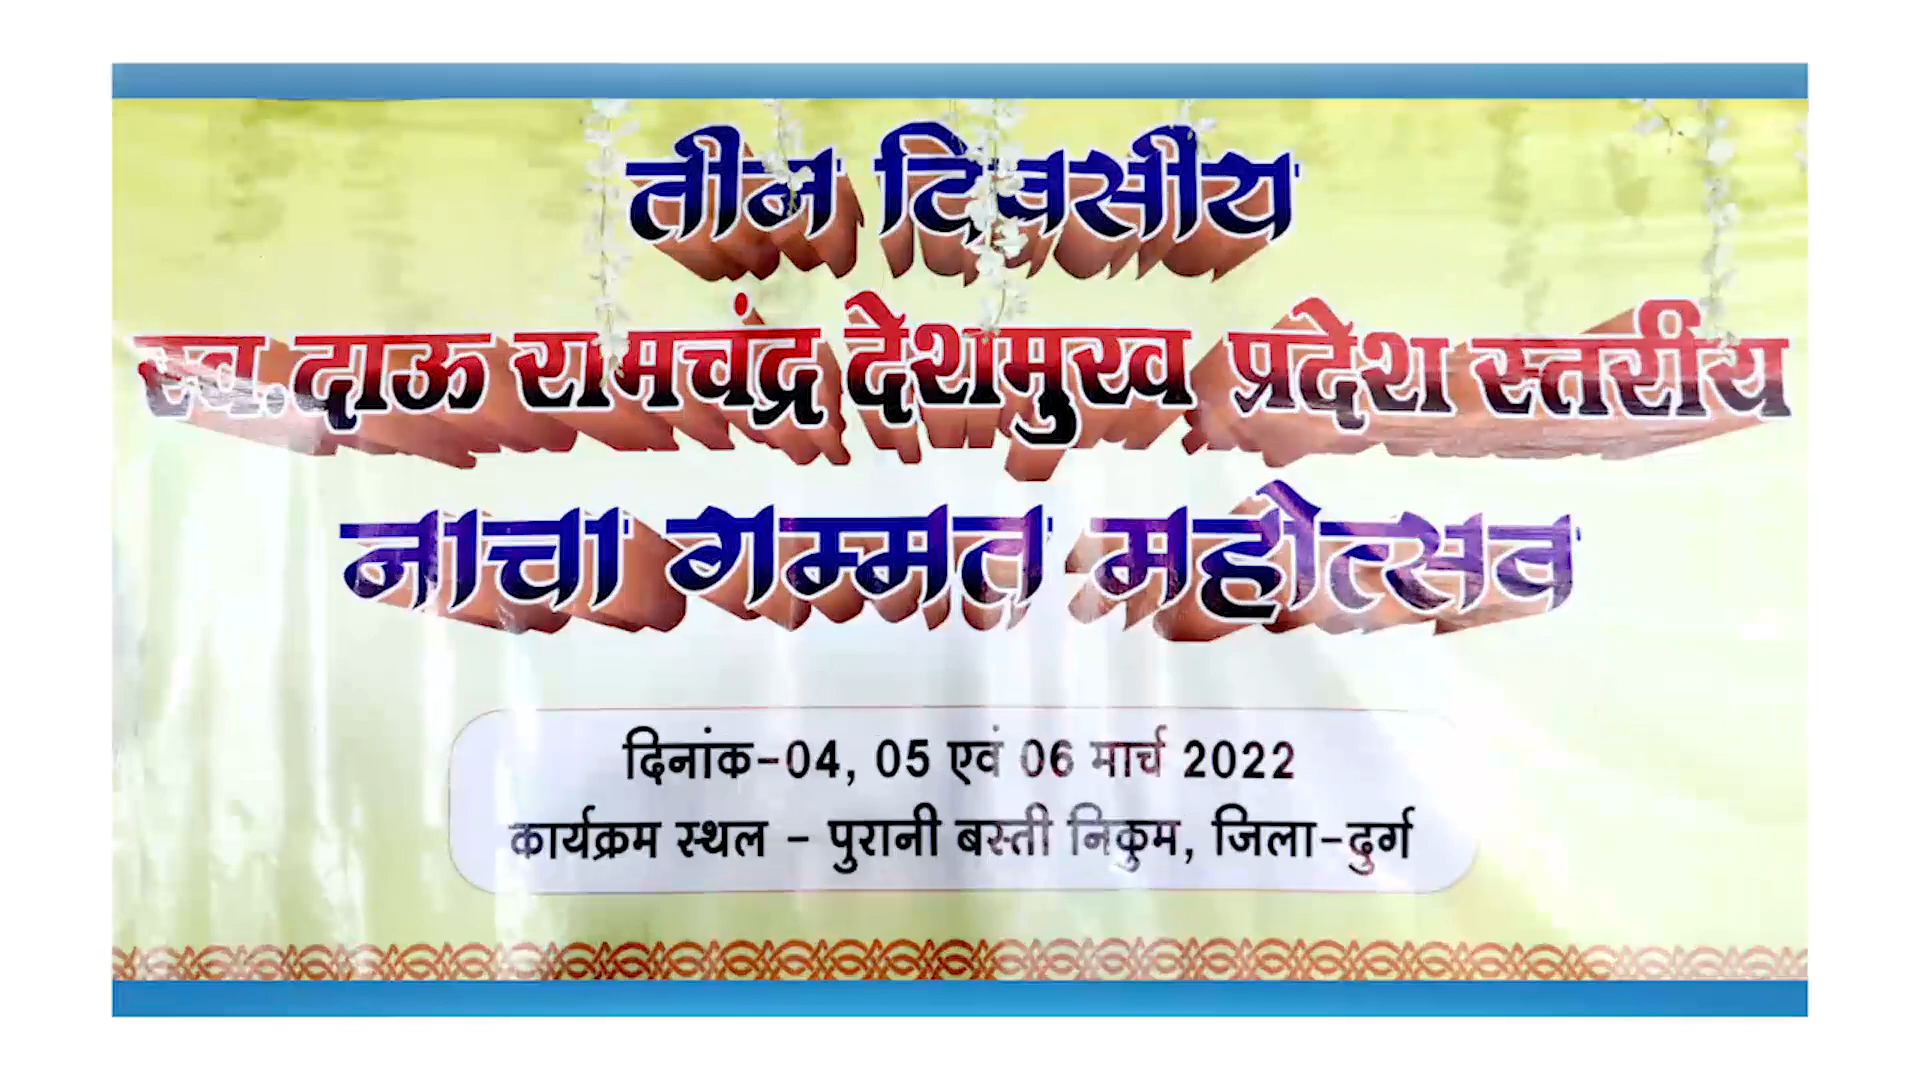 तीन दिवसीय
स्व.दाऊ रामचंद्र देशमुख प्रदेश स्तरीय
नाचा गम्मत महोत्सव
दिनांक-04, 05 एवं 06 मार्च 2022
कार्यक्रम स्थल - पुरानी बस्ती निकुम, जिला-दुर्ग